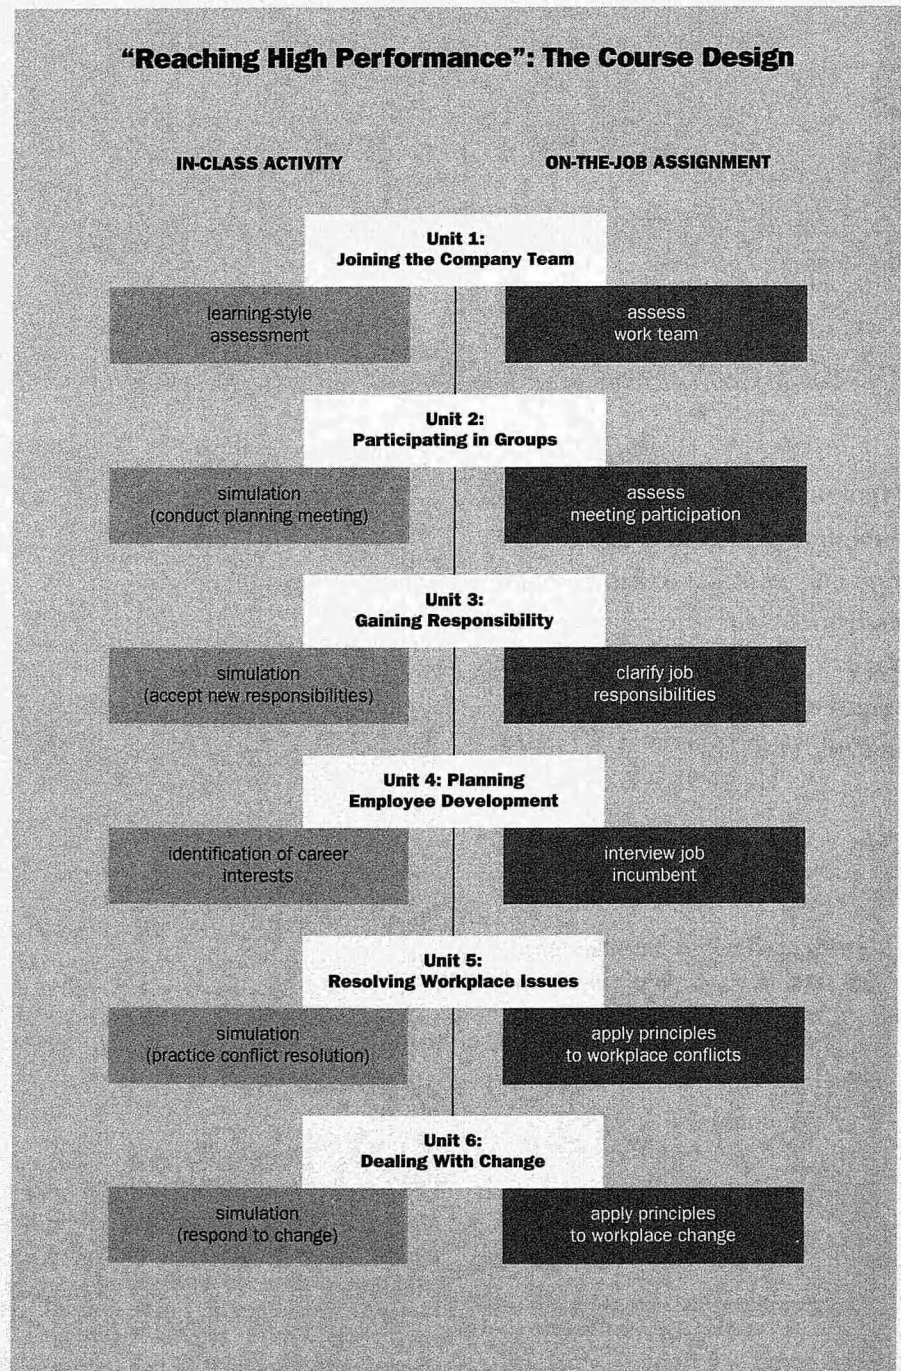 “Reaching High Performance”: The Course Design
IN-CLASS ACTIVITY
ON-THE-JOB ASSIGNMENT
Unit 1:
Joining the Company Team
learning-style
assessment
assess
work team
Unit 2:
Participating in Groups
simulation
(conduct planning meeting)
assess
meeting participation
Unit 3:
Gaining Responsibility
simulation
(accept new responsibilities)
clarify job
responsibilities
Unit 4: Planning
Employee Development
identification of career
interests
interview job
incumbent
Unit 5:
Resolving Workplace Issues
simulation
(practice conflict resolution)
apply principles
to workplace conflicts
Unit 6:
Dealing With Change
simulation
(respond to change)
apply principles
to workplace change